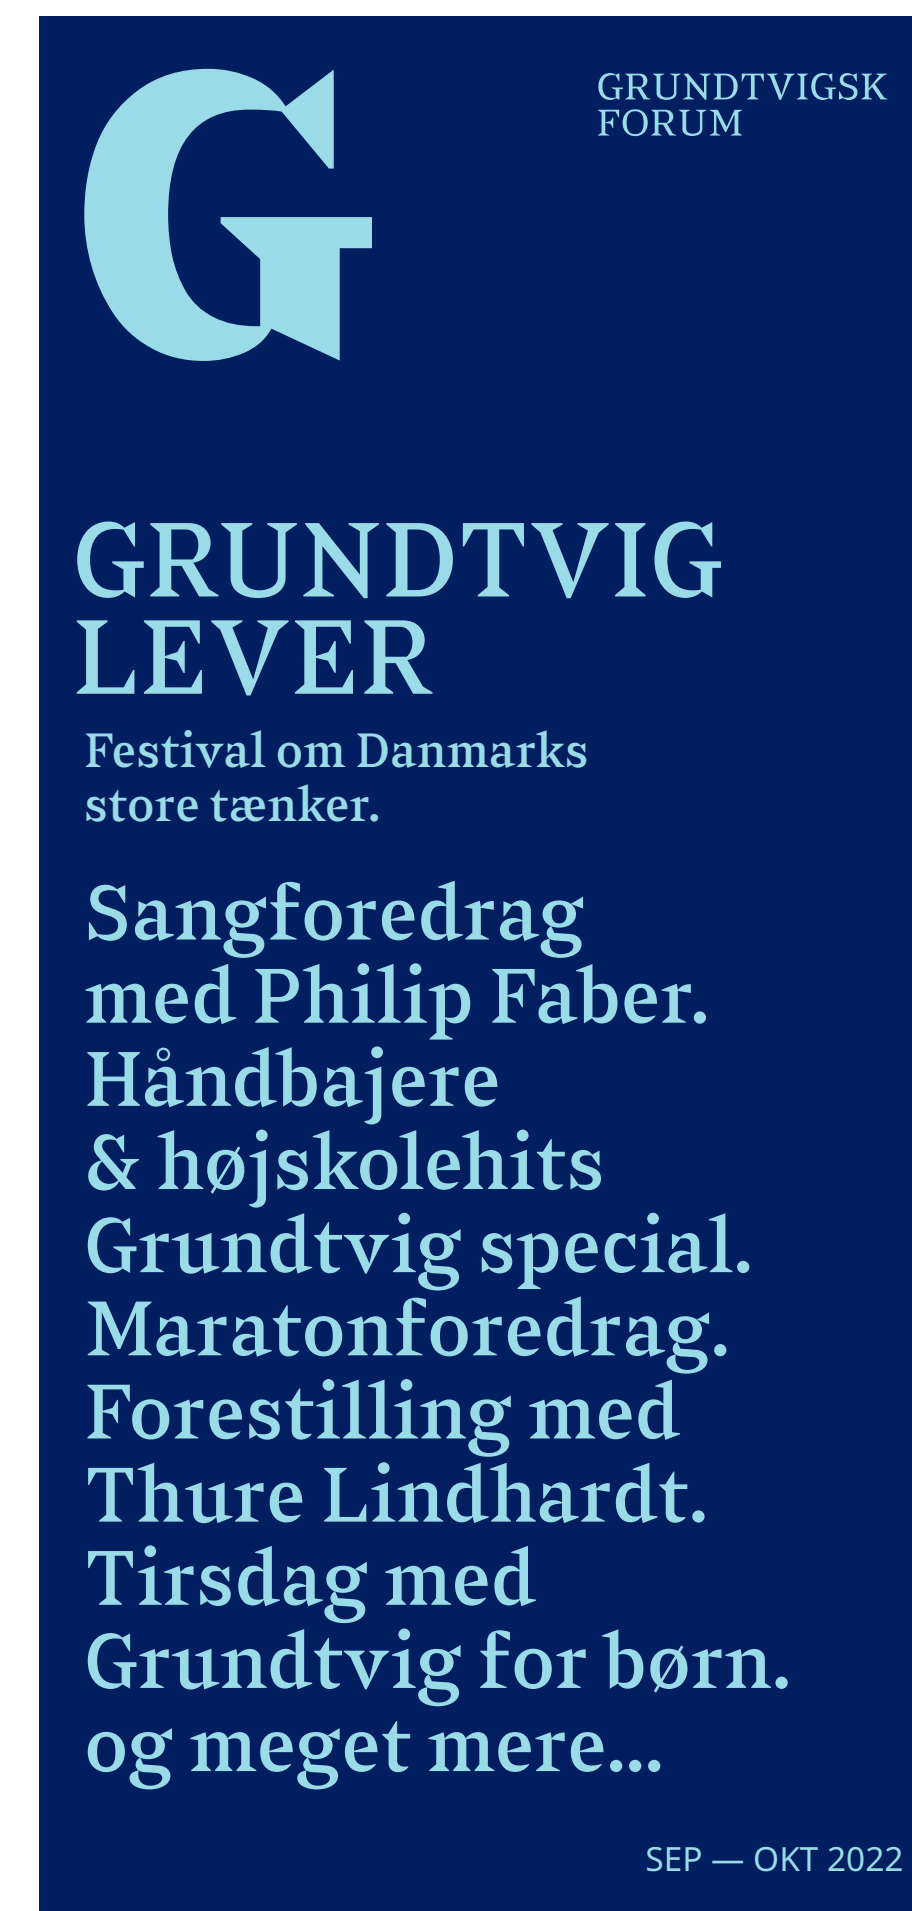 G
GRUNDTVIGSK
FORUM
GRUNDTVIG
LEVER
Festival om Danmarks
store tænker.
Sangforedrag
med Philip Faber.
Håndbajere
& højskolehits
Grundtvig special.
Maratonforedrag.
Forestilling med
Thure Lindhardt.
Tirsdag med
Grundtvig for børn.
og meget mere...
SEP — OKT 2022